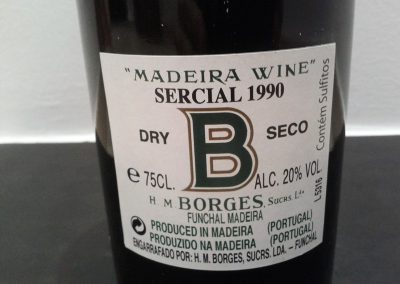 "MADEIRA WINE"
SERCIAL 1990
DRY B SECO
e 75CL. ALC. 20% VOL
H M BORGES, SUCRS. Lda.
FUNCHAL MADEIRA
PRODUCED IN MADEIRA (PORTUGAL)
PRODUZIDO NA MADEIRA (PORTUGAL)
ENGARRAFADO POR: H. M. BORGES, SUCRS. LDA. – FUNCHAL
Contém Sulfitos